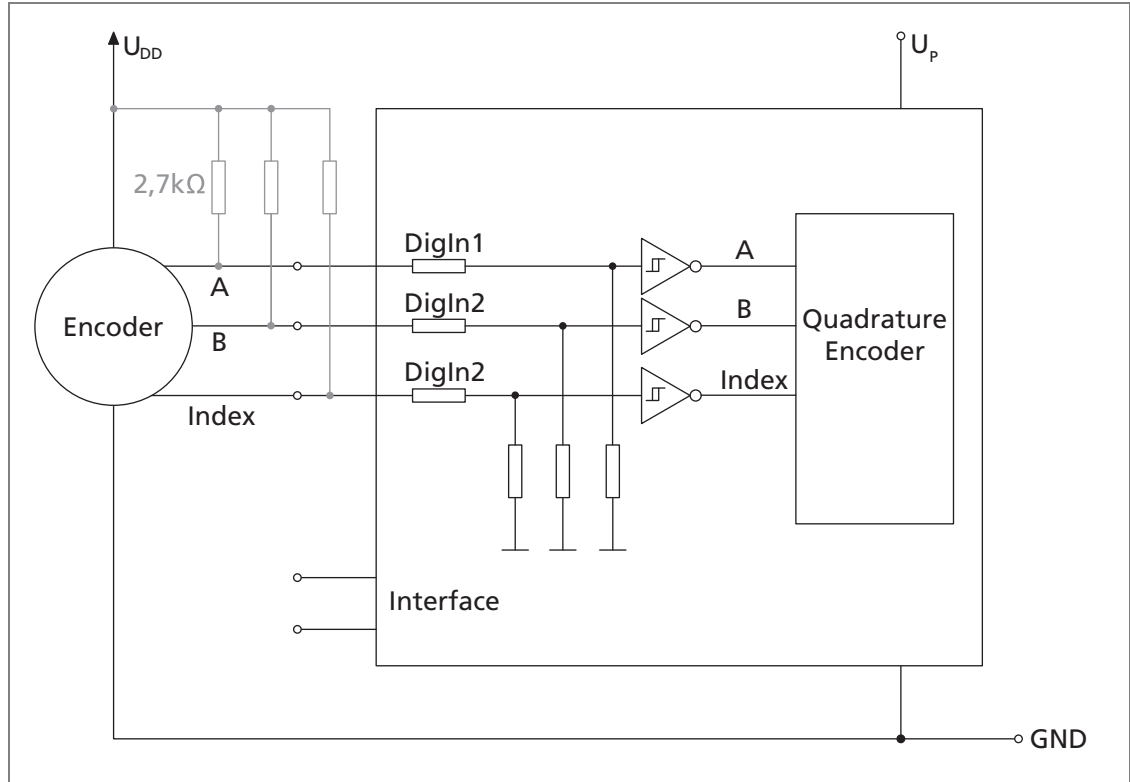 U_DD
U_P
2,7kΩ
DigIn1
A
A
DigIn2
B
B
Encoder
Quadrature
Encoder
DigIn2
Index
Index
Interface
GND